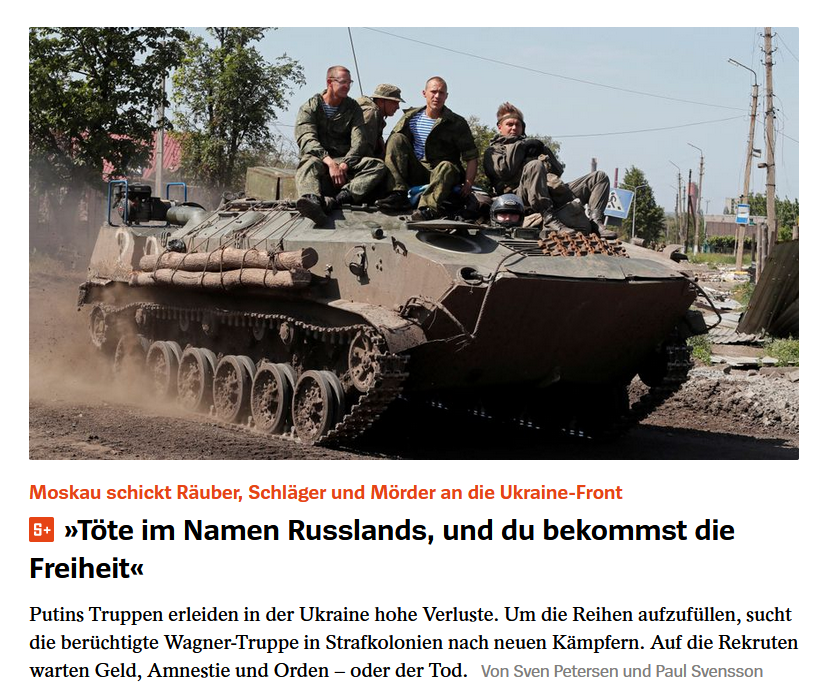 Moskau schickt Räuber, Schläger und Mörder an die Ukraine-Front
S+ »Töte im Namen Russlands, und du bekommst die
Freiheit«
Putins Truppen erleiden in der Ukraine hohe Verluste. Um die Reihen aufzufüllen, sucht
die berüchtigte Wagner-Truppe in Strafkolonien nach neuen Kämpfern. Auf die Rekruten
warten Geld, Amnestie und Orden – oder der Tod. Von Sven Petersen und Paul Svensson